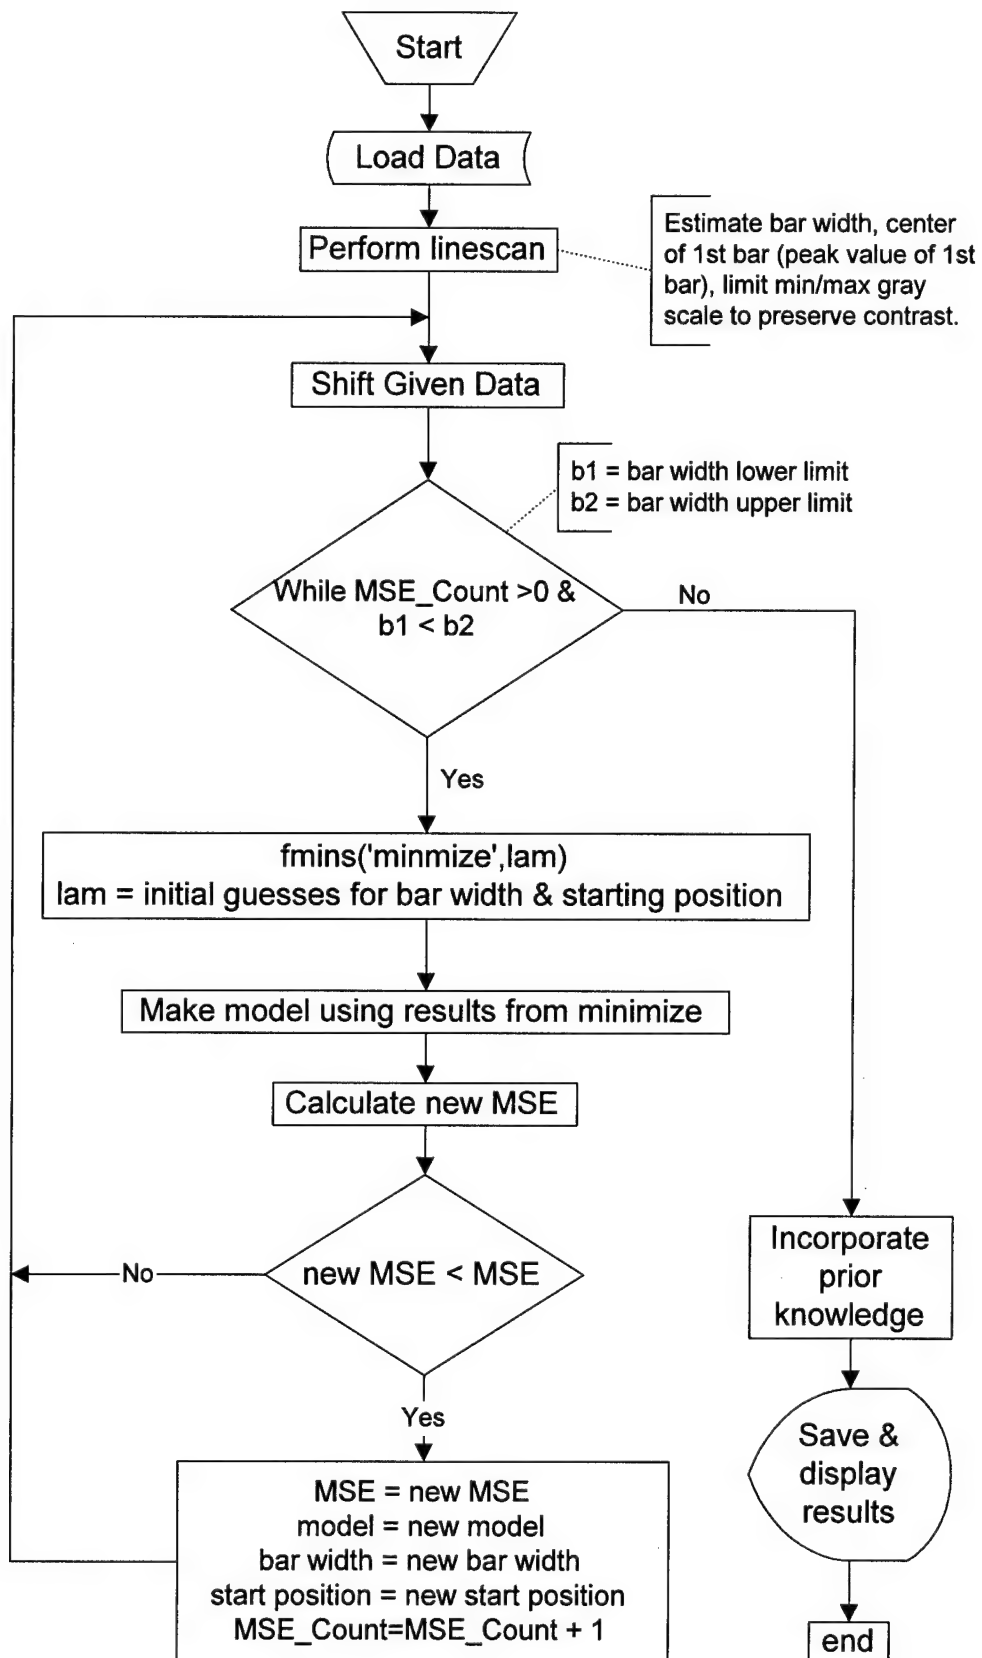 Start
Load Data
Perform linescan
Estimate bar width, center
of 1st bar (peak value of 1st
bar), limit min/max gray
scale to preserve contrast.
Shift Given Data
b1 = bar width lower limit
b2 = bar width upper limit
While MSE_Count >0 &
b1 < b2
No
Yes
fmins('minmize',lam)
lam = initial guesses for bar width & starting position
Make model using results from minimize
Calculate new MSE
new MSE < MSE
No
Yes
MSE = new MSE
model = new model
bar width = new bar width
start position = new start position
MSE_Count=MSE_Count + 1
Incorporate
prior
knowledge
Save &
display
results
end